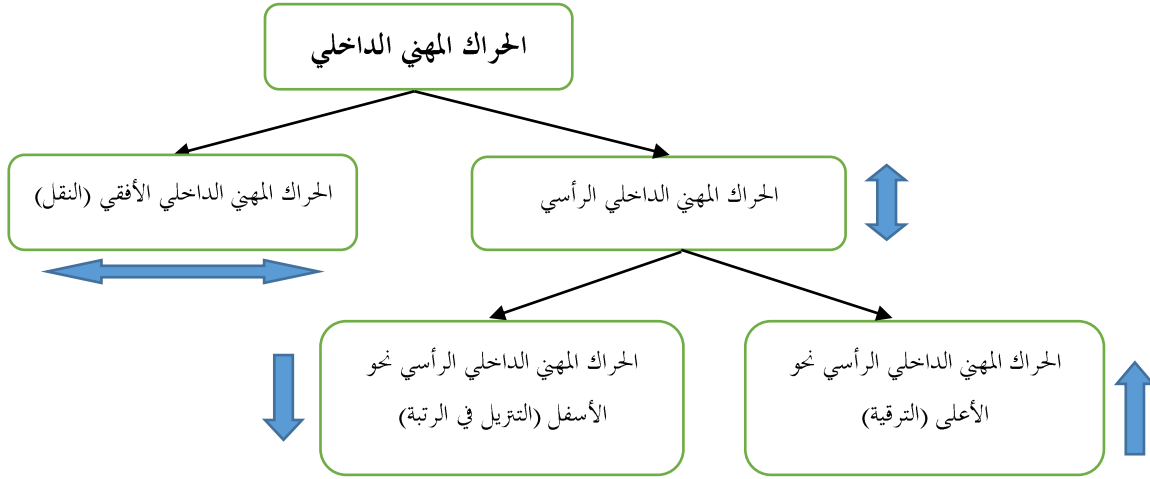 الحراك المهني الداخلي
الحراك المهني الداخلي الرأسي
الحراك المهني الداخلي الأفقي (النقل)
الحراك المهني الداخلي الرأسي نحو
الأعلى (الترقية)
الحراك المهني الداخلي الرأسي نحو
الأسفل (التنزيل في الرتبة)